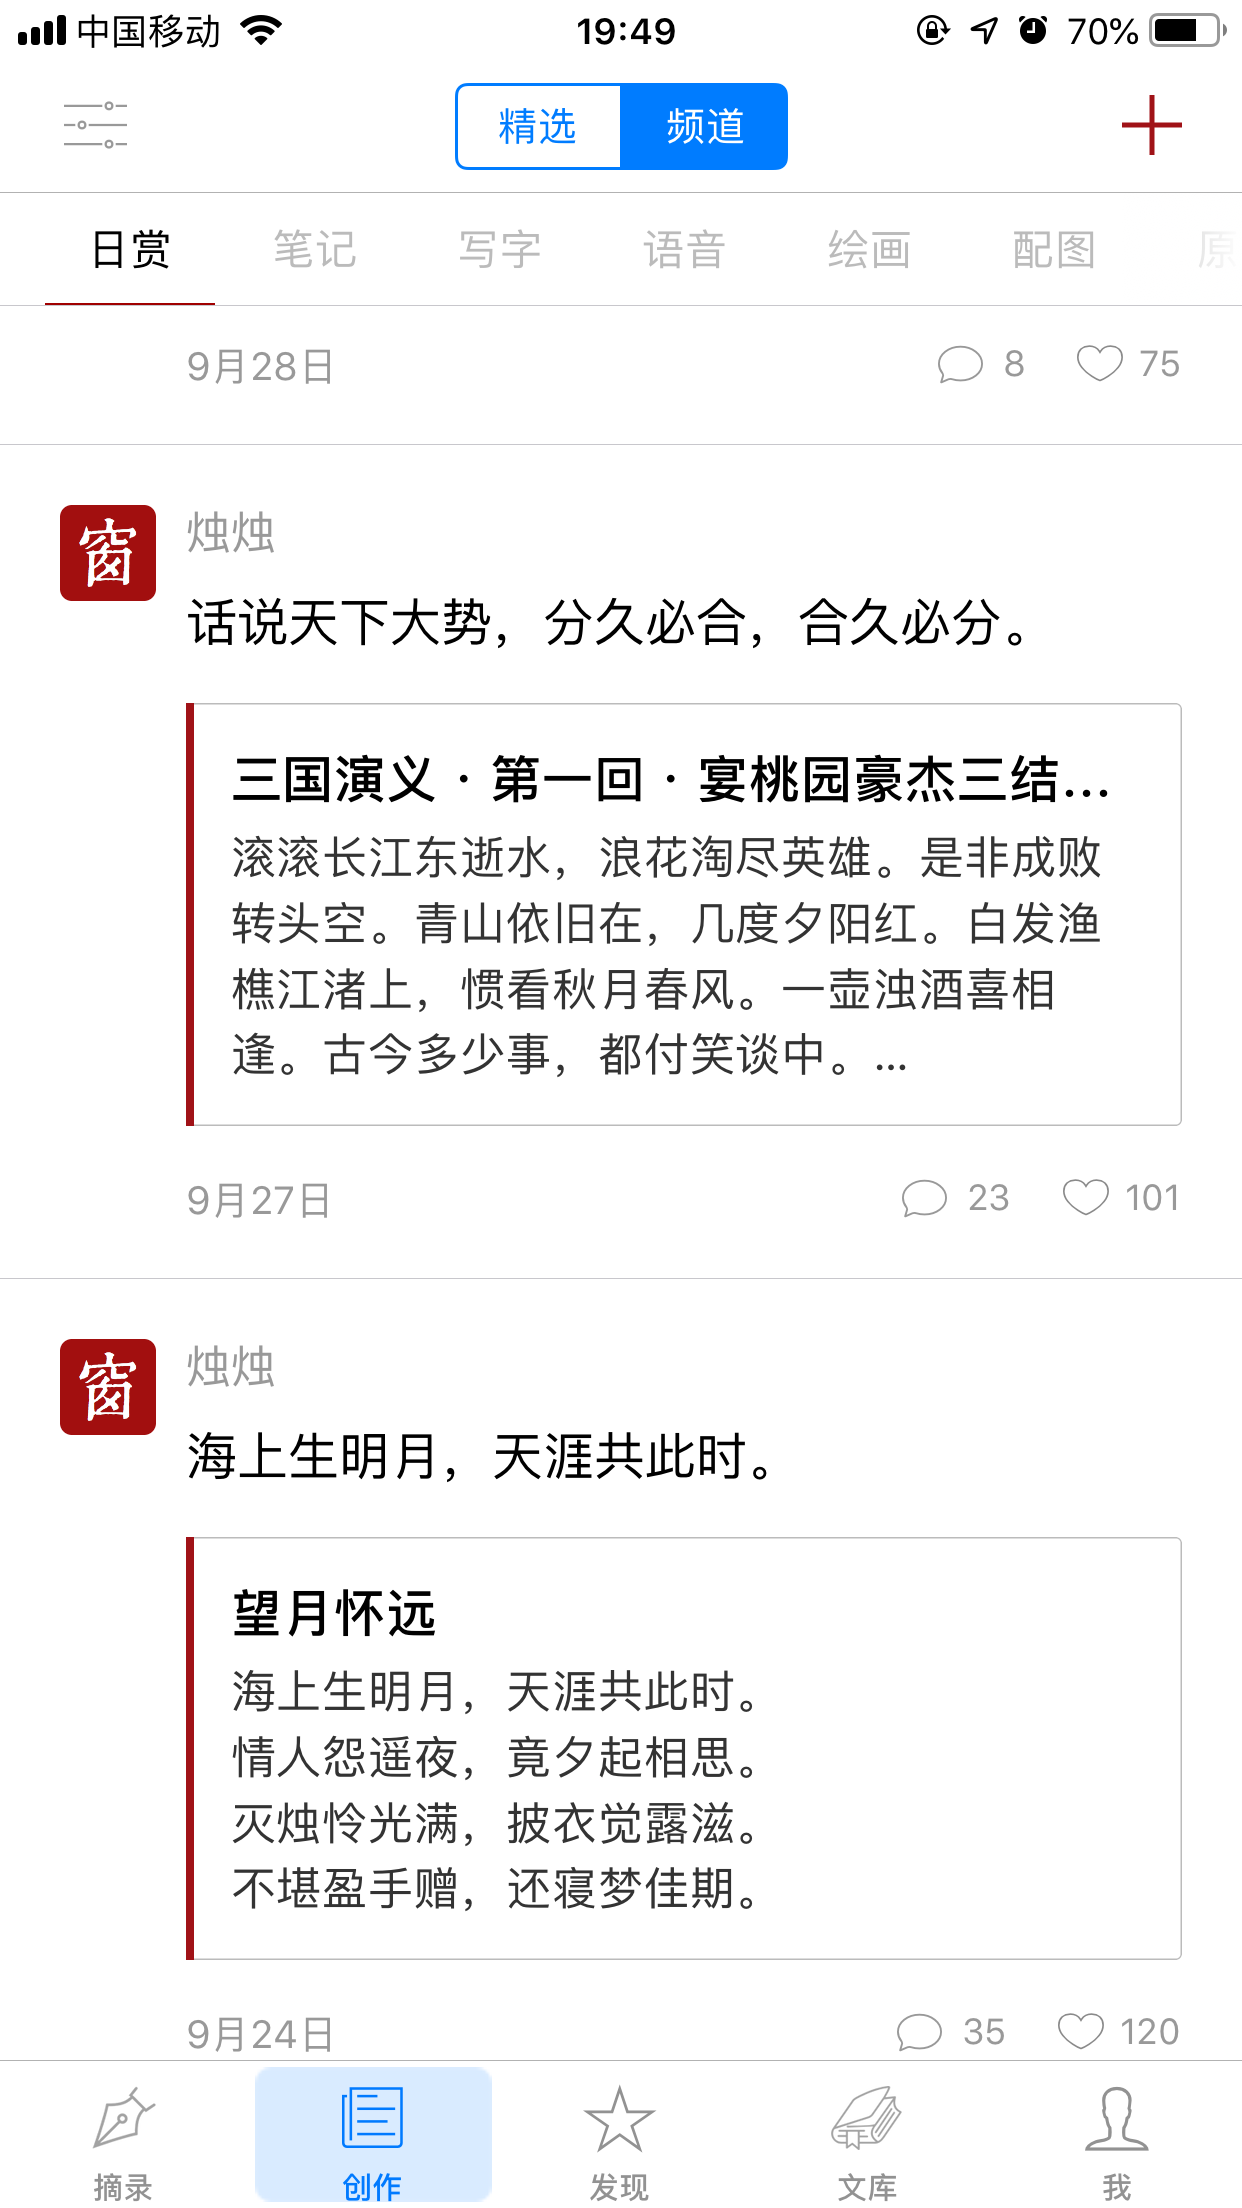 中国移动 19:49 70%
精选 频道
日赏 笔记 写字 语音 绘画 配图 原
9月28日 8 75
窗 烛烛
话说天下大势，分久必合，合久必分。
三国演义 · 第一回 · 宴桃园豪杰三结...
滚滚长江东逝水，浪花淘尽英雄。是非成败
转头空。青山依旧在，几度夕阳红。白发渔
樵江渚上，惯看秋月春风。一壶浊酒喜相
逢。古今多少事，都付笑谈中。...
9月27日 23 101
窗 烛烛
海上生明月，天涯共此时。
望月怀远
海上生明月，天涯共此时。
情人怨遥夜，竟夕起相思。
灭烛怜光满，披衣觉露滋。
不堪盈手赠，还寝梦佳期。
9月24日 35 120
摘录 创作 发现 文库 我